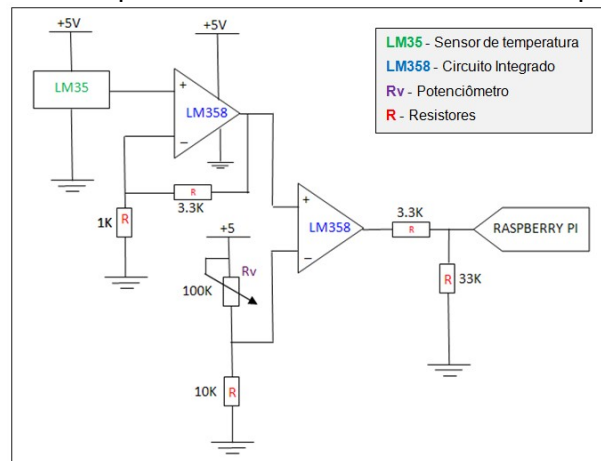 +5V
+5V
LM35 - Sensor de temperatura
LM358 - Circuito Integrado
Rv - Potenciômetro
R - Resistores
LM35
+
LM358
−
R
3.3K
1K R
+5
Rv
100K
+
LM358
−
3.3K
R
RASPBERRY PI
R 33K
10K R